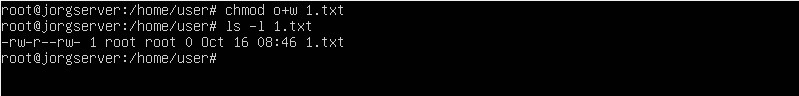 root@jorgserver:/home/user# chmod o+w 1.txt
root@jorgserver:/home/user# ls -l 1.txt
-rw-r--rw- 1 root root 0 Oct 16 08:46 1.txt
root@jorgserver:/home/user#